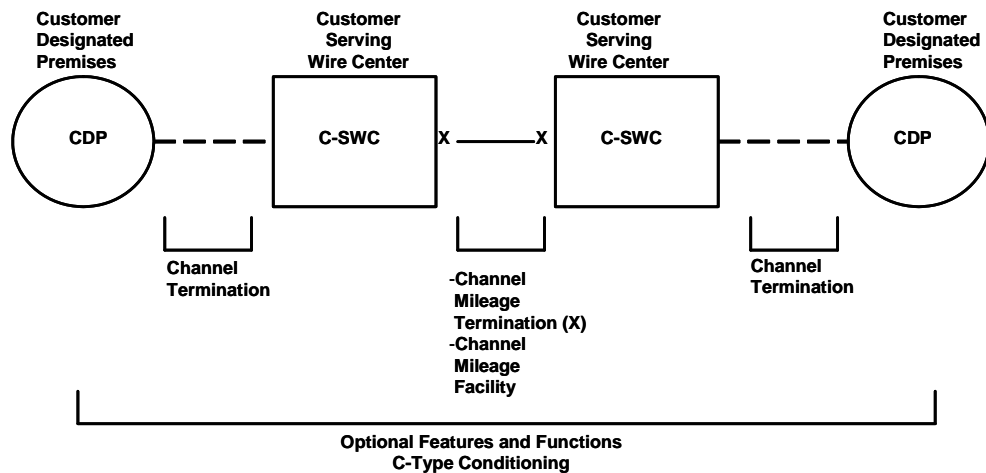 Customer
Designated
Premises
Customer
Serving
Wire Center
Customer
Serving
Wire Center
Customer
Designated
Premises
CDP
C-SWC
X
X
C-SWC
CDP
Channel
Termination
-Channel
Mileage
Termination (X)
-Channel
Mileage
Facility
Channel
Termination
Optional Features and Functions
C-Type Conditioning